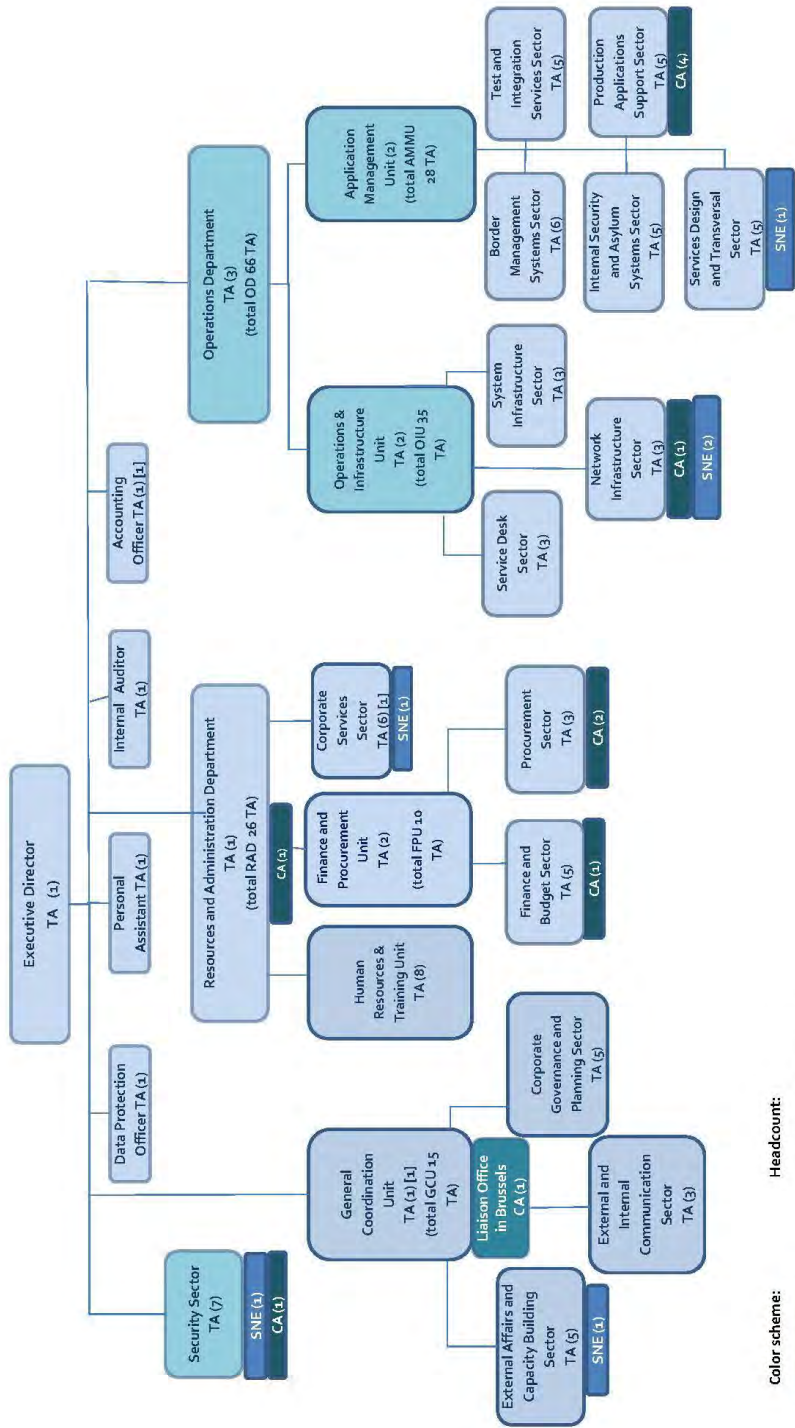 Executive Director
TA (1)
Data Protection
Officer TA (1)
Personal
Assistant TA (1)
Internal Auditor
TA (1)
Accounting
Officer TA (1) [1]
Security Sector
TA (7)
SNE (1)
CA (1)
General
Coordination
Unit
TA (1) [1]
(total GCU 15
TA)
Liaison Office
in Brussels
CA (1)
External Affairs and
Capacity Building
Sector
TA (5)
SNE (1)
External and
Internal
Communication
Sector
TA (3)
Corporate
Governance and
Planning Sector
TA (5)
Resources and Administration Department
TA (1)
(total RAD 26 TA)
CA (1)
Human
Resources &
Training Unit
TA (8)
Finance and
Procurement
Unit
TA (2)
(total FPU 10
TA)
Corporate
Services
Sector
TA (6) [1]
SNE (1)
Finance and
Budget Sector
TA (5)
CA (1)
Procurement
Sector
TA (3)
CA (2)
Operations Department
TA (3)
(total OD 66 TA)
Operations &
Infrastructure
Unit
TA (2)
(total OIU 35
TA)
Service Desk
Sector
TA (3)
System
Infrastructure
Sector
TA (3)
Network
Infrastructure
Sector
TA (3)
CA (1)
SNE (2)
Application
Management
Unit (2)
(total AMMU
28 TA)
Border
Management
Systems Sector
TA (6)
Test and
Integration
Services Sector
TA (5)
Internal Security
and Asylum
Systems Sector
TA (5)
Production
Applications
Support Sector
TA (5)
CA (4)
Services Design
and Transversal
Sector
TA (5)
SNE (1)
Color scheme:
Headcount: